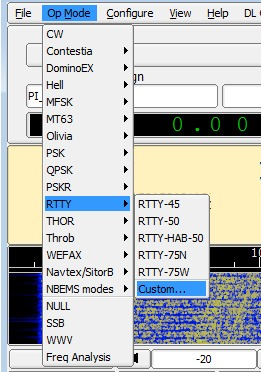 File Op Mode Configure View Help DL C
CW
Contestia
DominoEX
gn
Hell
PI_
MFSK
MT63
0.00
Olivia
PSK
QPSK
PSKR
RTTY
RTTY-45
THOR
RTTY-50
Throb
RTTY-HAB-50
WEFAX
RTTY-75N
Navtex/SitorB
RTTY-75W
NBEMS modes
Custom...
NULL
SSB
WWV
Freq Analysis
-20